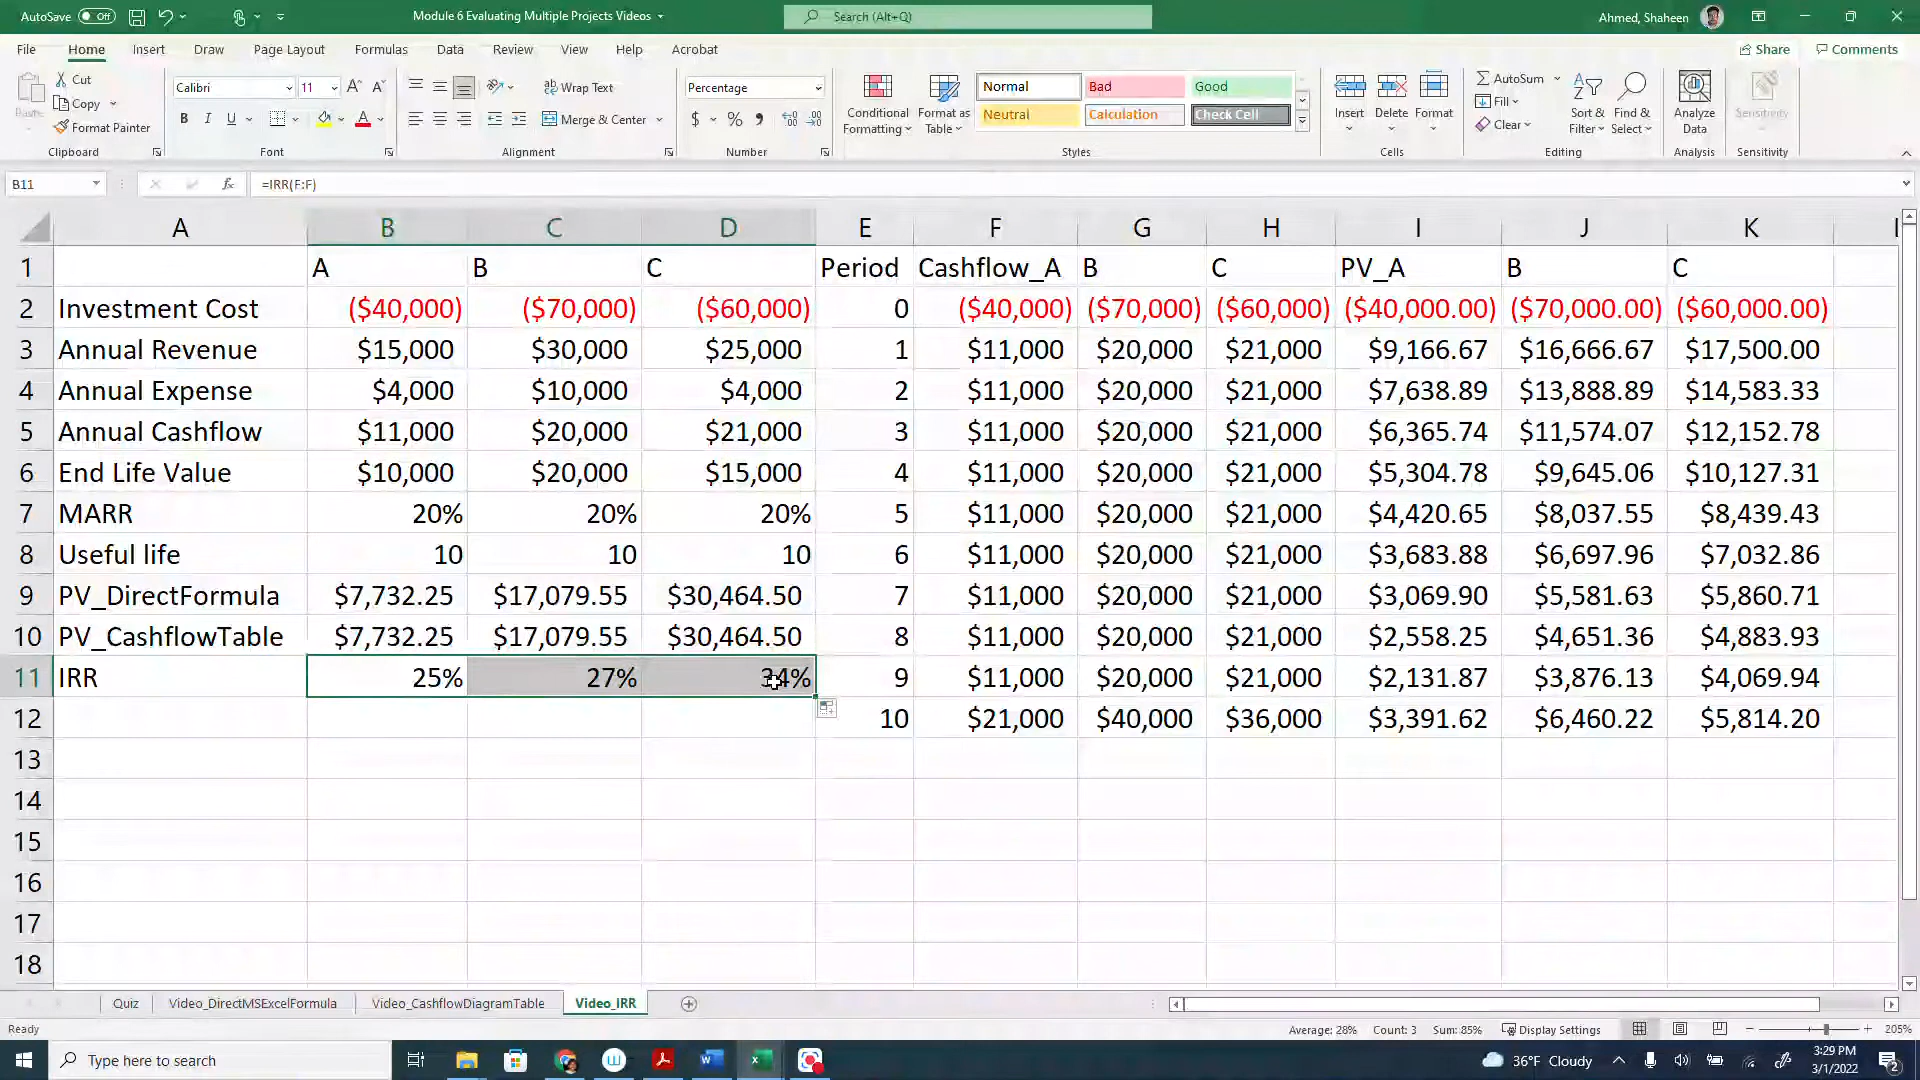 AutoSave Off Module 6 Evaluating Multiple Projects Videos Search (Alt+Q) Ahmed, Shaheen
File Home Insert Draw Page Layout Formulas Data Review View Help Acrobat Share Comments
Paste Cut Copy Format Painter Clipboard
Calibri 11 B I U A Font
Wrap Text Merge & Center Alignment
Percentage $ % Number
Conditional Formatting Format as Table Normal Bad Good Neutral Calculation Check Cell Styles
Insert Delete Format Cells
AutoSum Fill Clear Sort & Filter Find & Select Editing
Analyze Data Analysis
Sensitivity Sensitivity
B11 fx =IRR(F:F)
A B C D E F G H I J K
1 A B C Period Cashflow_A B C PV_A B C
2 Investment Cost ($40,000) ($70,000) ($60,000) 0 ($40,000) ($70,000) ($60,000) ($40,000.00) ($70,000.00) ($60,000.00)
3 Annual Revenue $15,000 $30,000 $25,000 1 $11,000 $20,000 $21,000 $9,166.67 $16,666.67 $17,500.00
4 Annual Expense $4,000 $10,000 $4,000 2 $11,000 $20,000 $21,000 $7,638.89 $13,888.89 $14,583.33
5 Annual Cashflow $11,000 $20,000 $21,000 3 $11,000 $20,000 $21,000 $6,365.74 $11,574.07 $12,152.78
6 End Life Value $10,000 $20,000 $15,000 4 $11,000 $20,000 $21,000 $5,304.78 $9,645.06 $10,127.31
7 MARR 20% 20% 20% 5 $11,000 $20,000 $21,000 $4,420.65 $8,037.55 $8,439.43
8 Useful life 10 10 10 6 $11,000 $20,000 $21,000 $3,683.88 $6,697.96 $7,032.86
9 PV_DirectFormula $7,732.25 $17,079.55 $30,464.50 7 $11,000 $20,000 $21,000 $3,069.90 $5,581.63 $5,860.71
10 PV_CashflowTable $7,732.25 $17,079.55 $30,464.50 8 $11,000 $20,000 $21,000 $2,558.25 $4,651.36 $4,883.93
11 IRR 25% 27% 34% 9 $11,000 $20,000 $21,000 $2,131.87 $3,876.13 $4,069.94
12 10 $21,000 $40,000 $36,000 $3,391.62 $6,460.22 $5,814.20
13
14
15
16
17
18
Quiz Video_DirectMSExcelFormula Video_CashflowDiagramTable Video_IRR
Ready Average: 28% Count: 3 Sum: 85% Display Settings 205%
Type here to search 36°F Cloudy 3:29 PM
3/1/2022 2